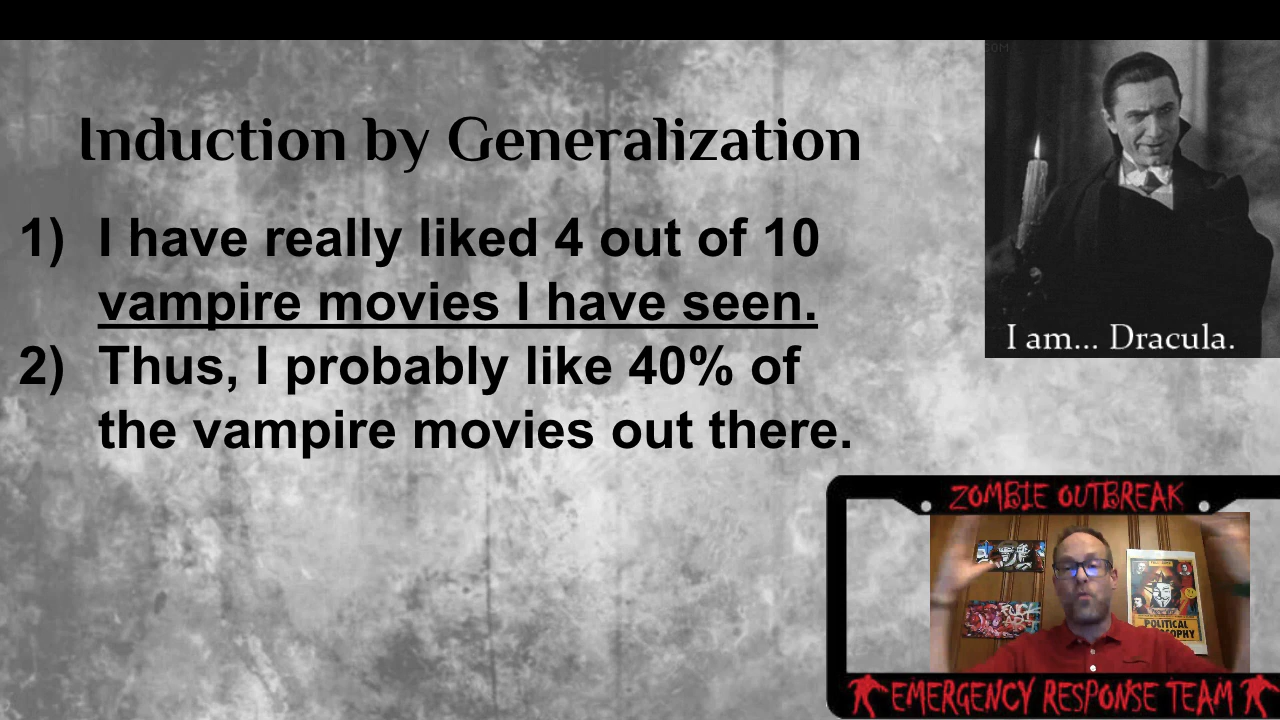 Induction by Generalization
1) I have really liked 4 out of 10
vampire movies I have seen.
2) Thus, I probably like 40% of
the vampire movies out there.
I am... Dracula.
ZOMBIE OUTBREAK
POLITICAL
EMERGENCY RESPONSE TEAM